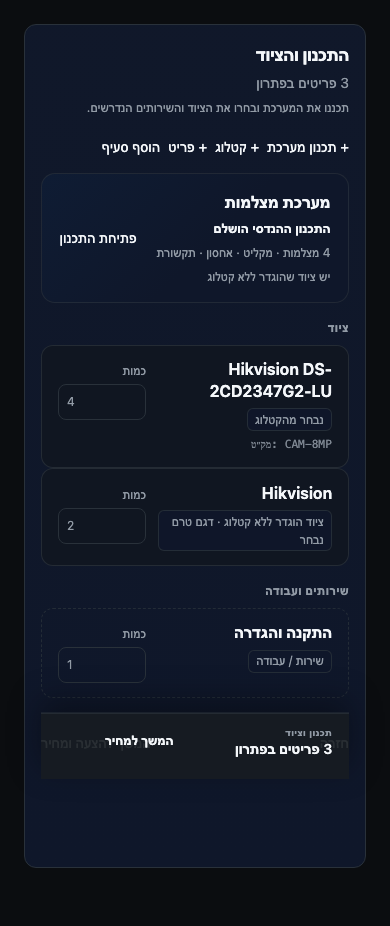 התכנון והציוד
3 פריטים בפתרון
תכננו את המערכת ובחרו את הציוד והשירותים הנדרשים.
+ תכנון מערכת + קטלוג + פריט הוסף סעיף
מערכת מצלמות
התכנון ההנדסי הושלם
4 מצלמות · מקליט · אחסון · תקשורת
יש ציוד שהוגדר ללא קטלוג
פתיחת התכנון
ציוד
Hikvision DS-
2CD2347G2-LU
נבחר מהקטלוג
מק״ט: CAM-8MP
כמות
4
Hikvision
ציוד הוגדר ללא קטלוג · דגם טרם
נבחר
כמות
2
שירותים ועבודה
התקנה והגדרה
שירות / עבודה
כמות
1
תכנון וציוד
3 פריטים בפתרון
המשך למחיר